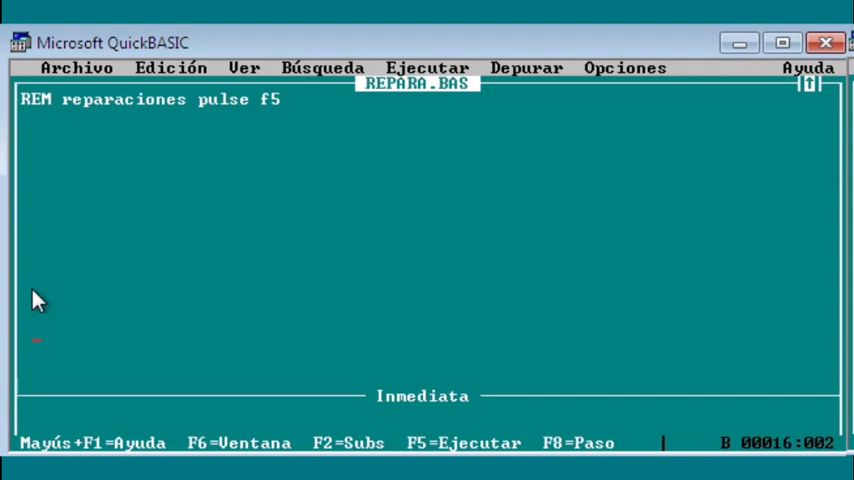 Microsoft QuickBASIC
Archivo Edición Ver Búsqueda Ejecutar Depurar Opciones Ayuda
REPARA.BAS
REM reparaciones pulse f5
Inmediata
Mayús+F1=Ayuda F6=Ventana F2=Subs F5=Ejecutar F8=Paso B 00016:002